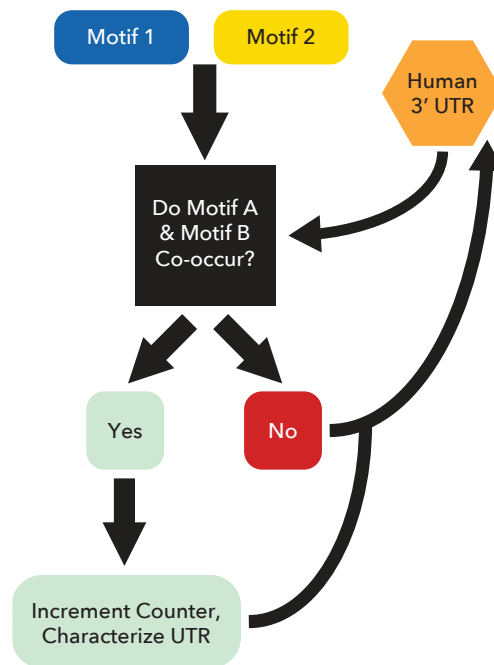 Motif 1
Motif 2
Human
3’ UTR
Do Motif A
& Motif B
Co-occur?
Yes
No
Increment Counter,
Characterize UTR